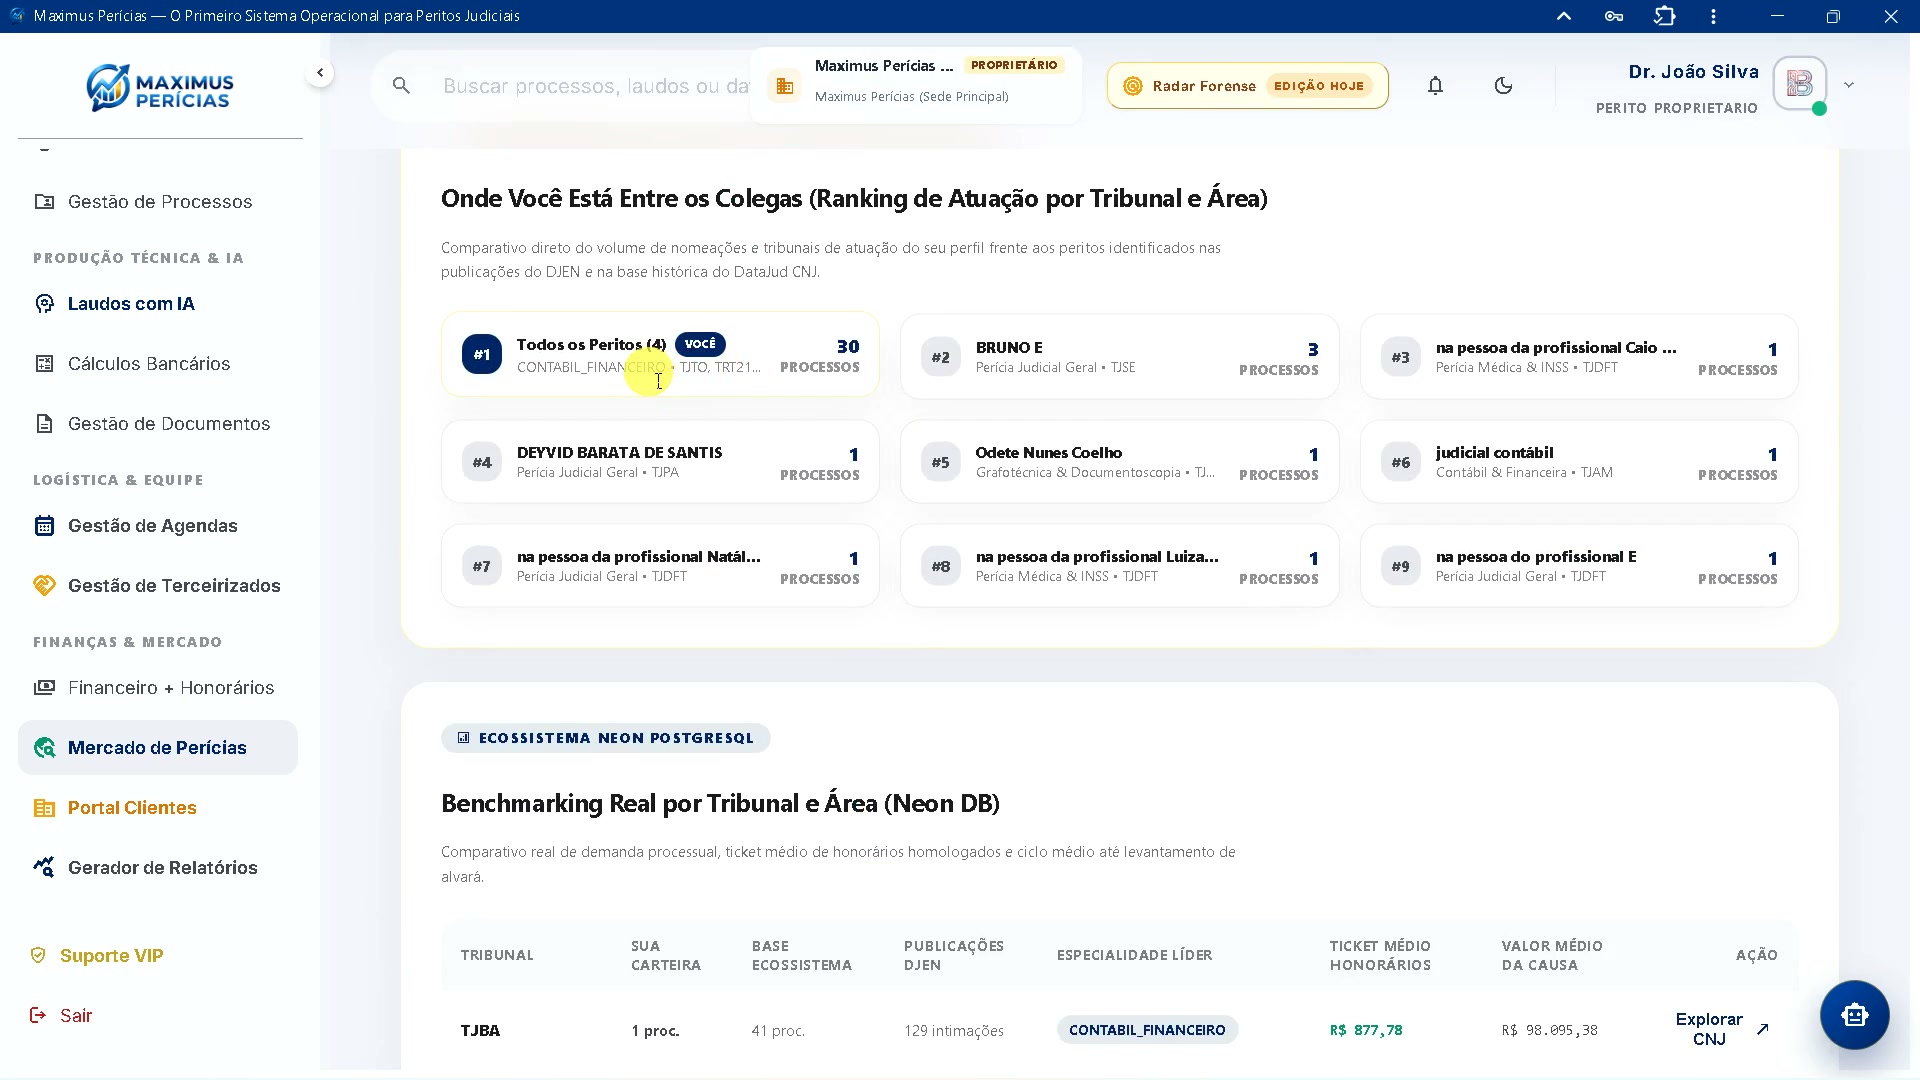 Maximus Perícias — O Primeiro Sistema Operacional para Peritos Judiciais
MAXIMUS
PERÍCIAS
Gestão de Processos
PRODUÇÃO TÉCNICA & IA
Laudos com IA
Cálculos Bancários
Gestão de Documentos
LOGÍSTICA & EQUIPE
Gestão de Agendas
Gestão de Terceirizados
FINANÇAS & MERCADO
Financeiro + Honorários
Mercado de Perícias
Portal Clientes
Gerador de Relatórios
Suporte VIP
Sair
Buscar processos, laudos ou da
Maximus Perícias ... PROPRIETÁRIO
Maximus Perícias (Sede Principal)
Radar Forense EDIÇÃO HOJE
Dr. João Silva
PERITO PROPRIETARIO
Onde Você Está Entre os Colegas (Ranking de Atuação por Tribunal e Área)
Comparativo direto do volume de nomeações e tribunais de atuação do seu perfil frente aos peritos identificados nas
publicações do DJEN e na base histórica do DataJud CNJ.
#1 Todos os Peritos (4) VOCÊ 30
CONTABIL_FINANCEIRO • TJTO, TRT21... PROCESSOS
#2 BRUNO E 3
Perícia Judicial Geral • TJSE PROCESSOS
#3 na pessoa da profissional Caio ... 1
Perícia Médica & INSS • TJDFT PROCESSOS
#4 DEYVID BARATA DE SANTIS 1
Perícia Judicial Geral • TJPA PROCESSOS
#5 Odete Nunes Coelho 1
Grafotécnica & Documentoscopia • TJ... PROCESSOS
#6 judicial contábil 1
Contábil & Financeira • TJAM PROCESSOS
#7 na pessoa da profissional Natál... 1
Perícia Judicial Geral • TJDFT PROCESSOS
#8 na pessoa da profissional Luiza... 1
Perícia Médica & INSS • TJDFT PROCESSOS
#9 na pessoa do profissional E 1
Perícia Judicial Geral • TJDFT PROCESSOS
ECOSSISTEMA NEON POSTGRESQL
Benchmarking Real por Tribunal e Área (Neon DB)
Comparativo real de demanda processual, ticket médio de honorários homologados e ciclo médio até levantamento de
alvará.
TRIBUNAL
SUA
CARTEIRA
BASE
ECOSSISTEMA
PUBLICAÇÕES
DJEN
ESPECIALIDADE LÍDER
TICKET MÉDIO
HONORÁRIOS
VALOR MÉDIO
DA CAUSA
AÇÃO
TJBA 1 proc. 41 proc. 129 intimações CONTABIL_FINANCEIRO R$ 877,78 R$ 98.095,38
Explorar
CNJ